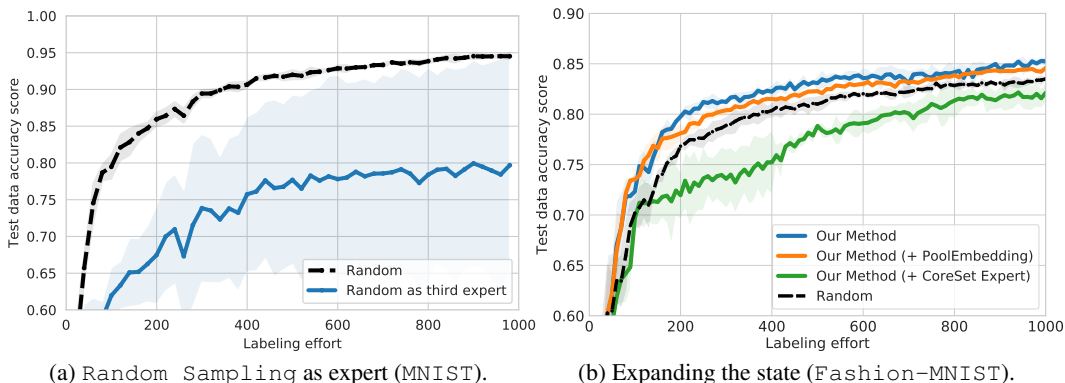 Test data accuracy score
1.00
0.95
0.90
0.85
0.80
0.75
0.70
0.65
0.60
0
200
400
600
800
1000
Labeling effort
Random
Random as third expert
(a) Random Sampling as expert (MNIST).
Test data accuracy score
0.90
0.85
0.80
0.75
0.70
0.65
0.60
0
200
400
600
800
1000
Labeling effort
Our Method
Our Method (+ PoolEmbedding)
Our Method (+ CoreSet Expert)
Random
(b) Expanding the state (Fashion-MNIST).